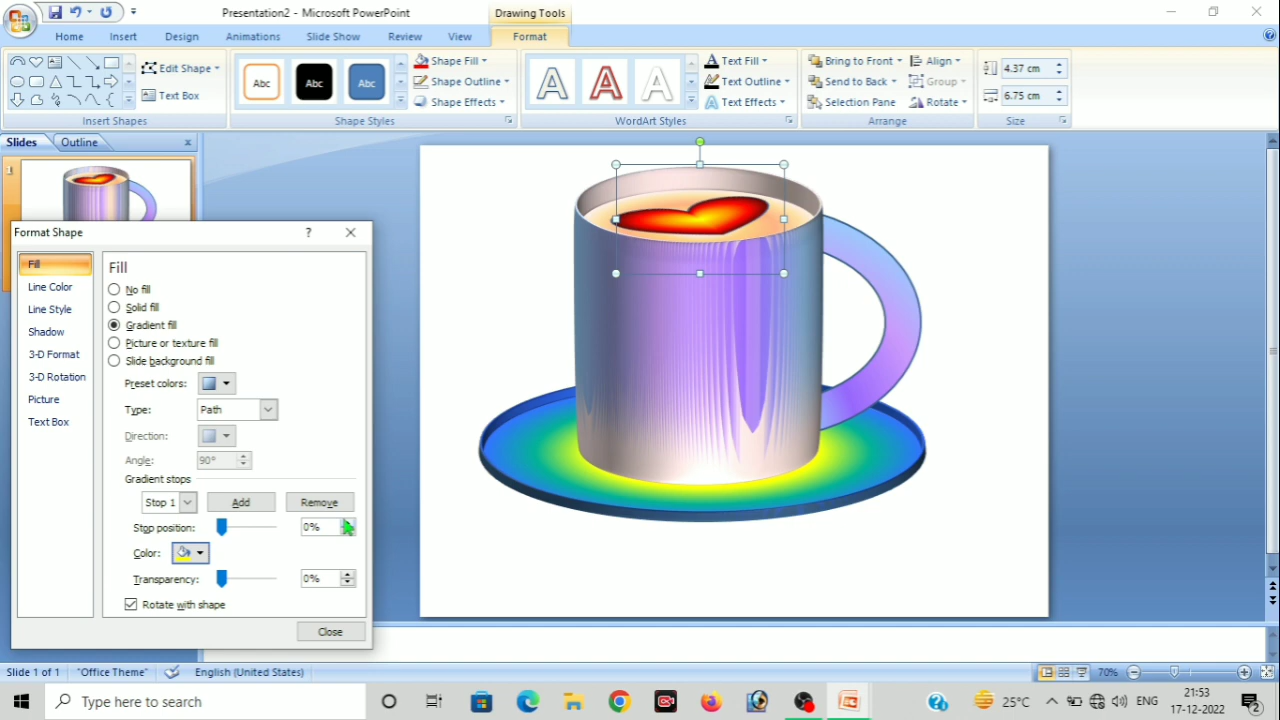 Presentation2 - Microsoft PowerPoint
Drawing Tools
Home Insert Design Animations Slide Show Review View Format
Edit Shape
Text Box
Insert Shapes
Abc Abc Abc
Shape Fill
Shape Outline
Shape Effects
Shape Styles
A A A
Text Fill
Text Outline
Text Effects
WordArt Styles
Bring to Front
Send to Back
Selection Pane
Align
Group
Rotate
Arrange
4.37 cm
6.75 cm
Size
Slides Outline
1
Format Shape
Fill
Line Color
Line Style
Shadow
3-D Format
3-D Rotation
Picture
Text Box
Fill
No fill
Solid fill
Gradient fill
Picture or texture fill
Slide background fill
Preset colors:
Type: Path
Direction:
Angle: 90°
Gradient stops
Stop 1 Add Remove
Stop position: 0%
Color:
Transparency: 0%
Rotate with shape
Close
Slide 1 of 1 "Office Theme" English (United States) 70%
Type here to search
25°C
ENG
21:53
17-12-2022
2